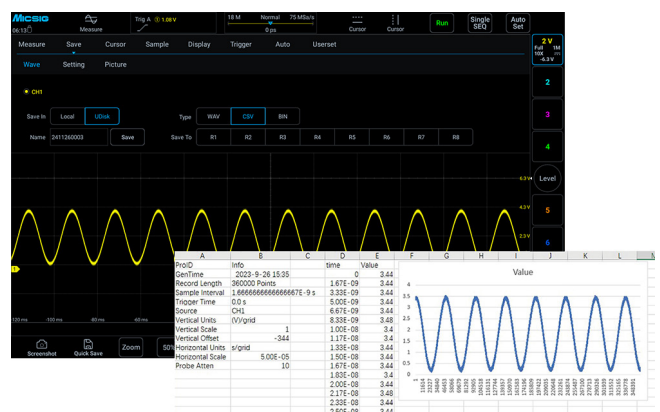 Micsig
06:13
Measure
Trig A ① 1.08 V
18 M Normal 75 MSa/s
0 ps
Cursor Cursor
Run
Single SEQ
Auto Set
Measure Save Cursor Sample Display Trigger Auto Userset
2 V
Full 1M
10X
-6.3 V
Wave Setting Picture
CH1
2
Save In Local UDisk Type WAV CSV BIN
3
Name 2411260003 Save Save To R1 R2 R3 R4 R5 R6 R7 R8
4
6.3 V
Level
4.3 V
5
2.3 V
6
120 ms -100 ms 80 ms 60 ms
Screenshot Quick Save Zoom 50%
A B C D E F G H I J K L M
ProID Info time Value
GenTime 2023-9-26 15:35 0 3.44
Record Length 360000 Points 1.67E-09 3.44
Sample Interval 1.6666666666666667E-9 s 3.33E-09 3.44
Trigger Time 0.0 s 5.00E-09 3.44
Source CH1 6.67E-09 3.44
Vertical Units (V)/grid 8.33E-09 3.48
Vertical Scale 1 1.00E-08 3.4
Vertical Offset -344 1.17E-08 3.4
Horizontal Units s/grid 1.33E-08 3.44
Horizontal Scale 5.00E-05 1.50E-08 3.44
Probe Atten 10 1.67E-08 3.44
1.83E-08 3.4
2.00E-08 3.44
2.17E-08 3.48
2.33E-08 3.44
2.50E-08 3.44
Value
4
3.5
3
2.5
2
1.5
1
0.5
0